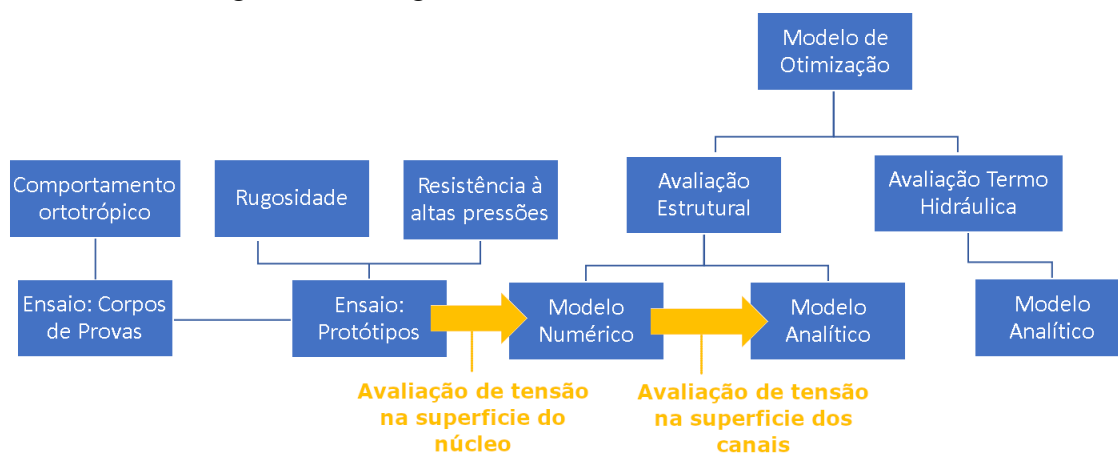 Modelo de
Otimização
Comportamento
ortotrópico
Rugosidade
Resistência à
altas pressões
Avaliação
Estrutural
Avaliação Termo
Hidráulica
Ensaio: Corpos
de Provas
Ensaio:
Protótipos
Modelo
Numérico
Modelo
Analítico
Modelo
Analítico
Avaliação de tensão
na superficie do
núcleo
Avaliação de tensão
na superficie dos
canais